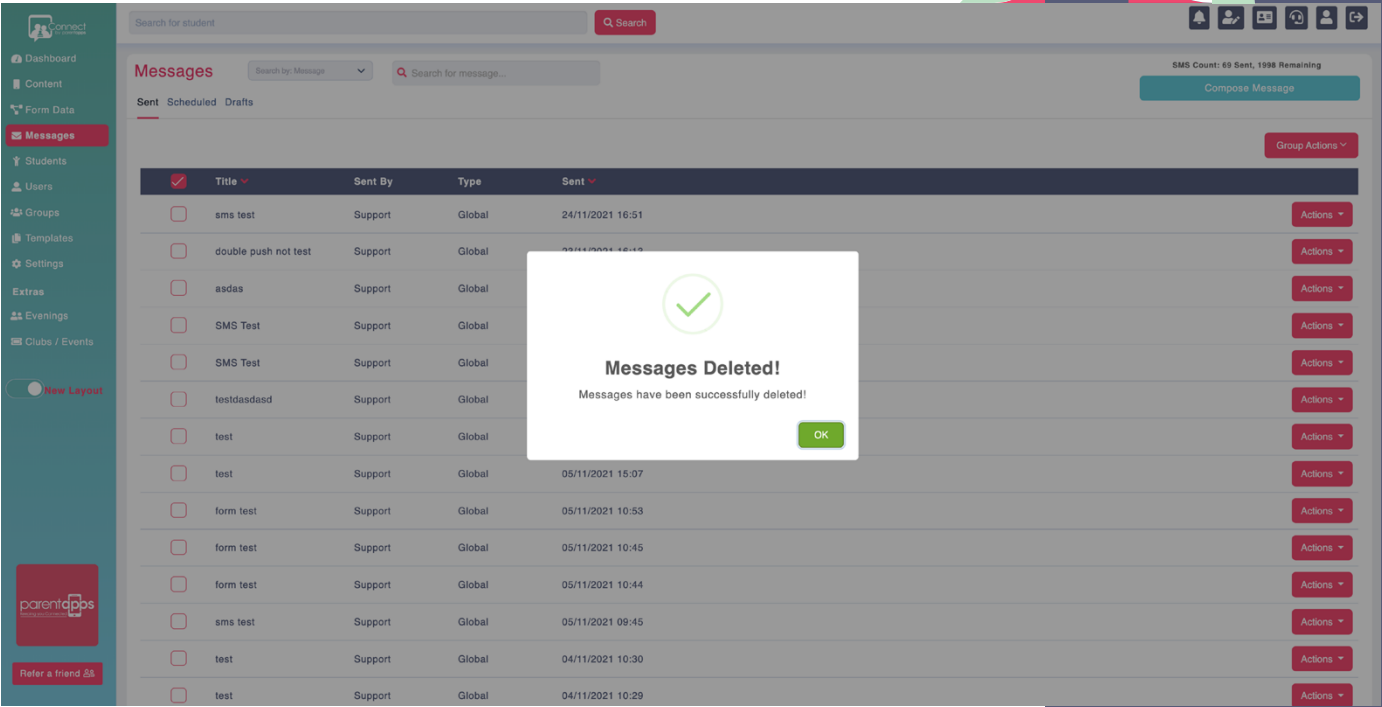 Connect
Search for student
Search
Dashboard
Content
Form Data
Messages
Students
Users
Groups
Templates
Settings
Extras
Evenings
Clubs / Events
New Layout
parentapps
Refer a friend
Messages
Search by: Message
Search for message...
SMS Count: 69 Sent, 1998 Remaining
Compose Message
Sent Scheduled Drafts
Group Actions
Title Sent By Type Sent
sms test Support Global 24/11/2021 16:51 Actions
double push not test Support Global 23/11/2021 16:13 Actions
asdas Support Global Actions
SMS Test Support Global Actions
SMS Test Support Global Actions
testdasdasd Support Global Actions
test Support Global Actions
test Support Global 05/11/2021 15:07 Actions
form test Support Global 05/11/2021 10:53 Actions
form test Support Global 05/11/2021 10:45 Actions
form test Support Global 05/11/2021 10:44 Actions
sms test Support Global 05/11/2021 09:45 Actions
test Support Global 04/11/2021 10:30 Actions
test Support Global 04/11/2021 10:29 Actions
Messages Deleted!
Messages have been successfully deleted!
OK